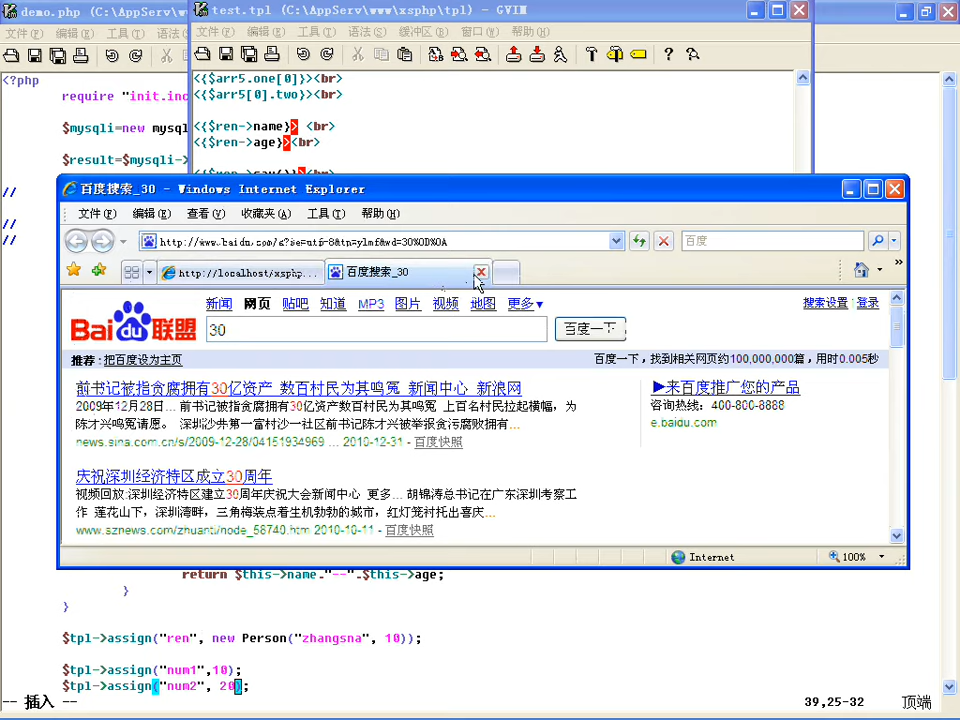 demo.php (C:\AppServ\w
test.tpl (C:\AppServ\www\xsphp\tpl) - GVIM
文件(F) 编辑(E) 工具(T) 语法(
文件(F) 编辑(E) 工具(T) 语法(S) 缓冲区(B) 窗口(W) 帮助(H)
<{$arr5.one[0]}><br>
<{$arr5[0].two}><br>
<{$ren->name}> <br>
<{$ren->age}><br>
<?php
require "init.inc
$mysqli=new mysql
$result=$mysqli->
//
//
//
百度搜索_30 - Windows Internet Explorer
文件(F) 编辑(E) 查看(V) 收藏夹(A) 工具(T) 帮助(H)
http://www.baidu.com/s?ie=utf-8&tn=ylmf&wd=30%0D%0A
百度
http://localhost/xsphp...
百度搜索_30
新闻 网页 贴吧 知道 MP3 图片 视频 地图 更多▼
搜索设置 登录
Bai du 联盟
30
百度一下
推荐：把百度设为主页
百度一下，找到相关网页约100,000,000篇，用时0.005秒
前书记被指贪腐拥有30亿资产 数百村民为其鸣冤 新闻中心 新浪网
2009年12月28日... 前书记被指贪腐拥有30亿资产数百村民为其鸣冤 上百名村民拉起横幅，为
陈才兴鸣冤请愿。 深圳沙井第一富村沙一社区前书记陈才兴被举报贪污腐败拥有...
news.sina.com.cn/s/2009-12-28/04151934969 ... 2010-12-31 - 百度快照
庆祝深圳经济特区成立30周年
视频回放:深圳经济特区建立30周年庆祝大会新闻中心 更多... 胡锦涛总书记在广东深圳考察工
作 莲花山下，深圳湾畔，三角梅装点着生机勃勃的城市，红灯笼衬托出喜庆...
www.sznews.com/zhuanti/node_58740.htm 2010-10-11 - 百度快照
▶来百度推广您的产品
咨询热线：400-800-8888
e.baidu.com
Internet
100%
return $this->name."--".$this->age;
}
}
$tpl->assign("ren", new Person("zhangsna", 10));
$tpl->assign("num1",10);
$tpl->assign("num2", 20);
-- 插入 --
39,25-32
顶端